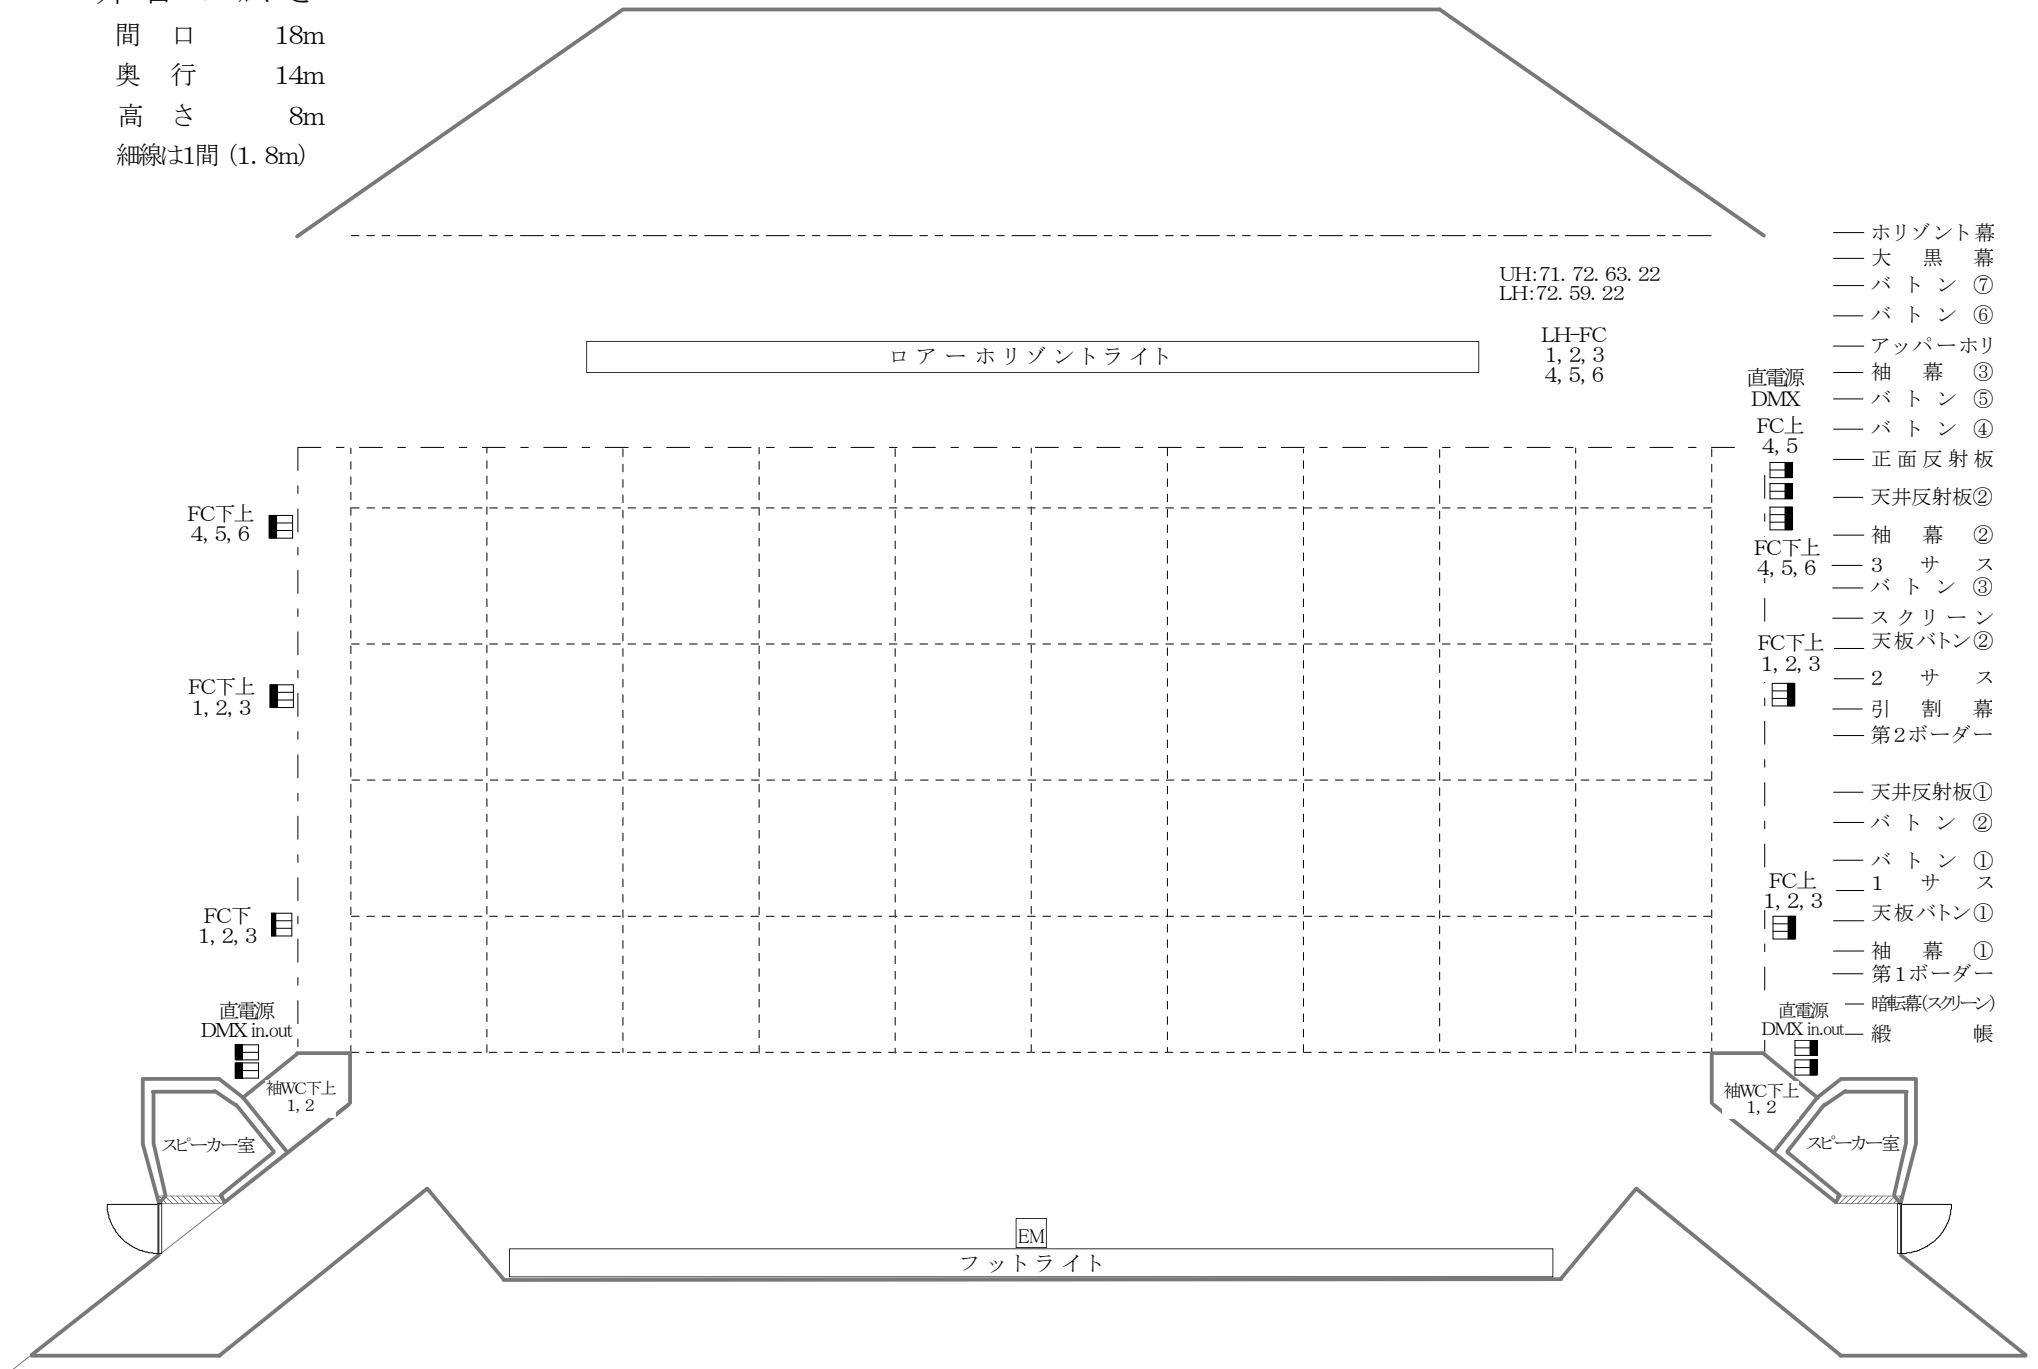 間口 18m
奥行 14m
高さ 8m
細線は1間 (1.8m)
UH:71.72.63.22
LH:72.59.22
LH-FC
1,2,3
4,5,6
ロアーホリゾントライト
直電源
DMX
FC上
4,5
FC下上
4,5,6
FC下上
1,2,3
FC上
1,2,3
FC下上
4,5,6
FC下上
1,2,3
FC下
1,2,3
直電源
DMX in.out
袖WC下上
1,2
スピーカー室
直電源
DMX in.out
袖WC下上
1,2
スピーカー室
EM
フットライト
ホリゾント幕
大黒幕
バトン⑦
バトン⑥
アッパーホリ
袖幕③
バトン⑤
バトン④
正面反射板
天井反射板②
袖幕②
3サス
バトン③
スクリーン
天板バトン②
2サス
引割幕
第2ボーダー
天井反射板①
バトン②
バトン①
1サス
天板バトン①
袖幕①
第1ボーダー
暗転幕(スクリーン)
緞帳